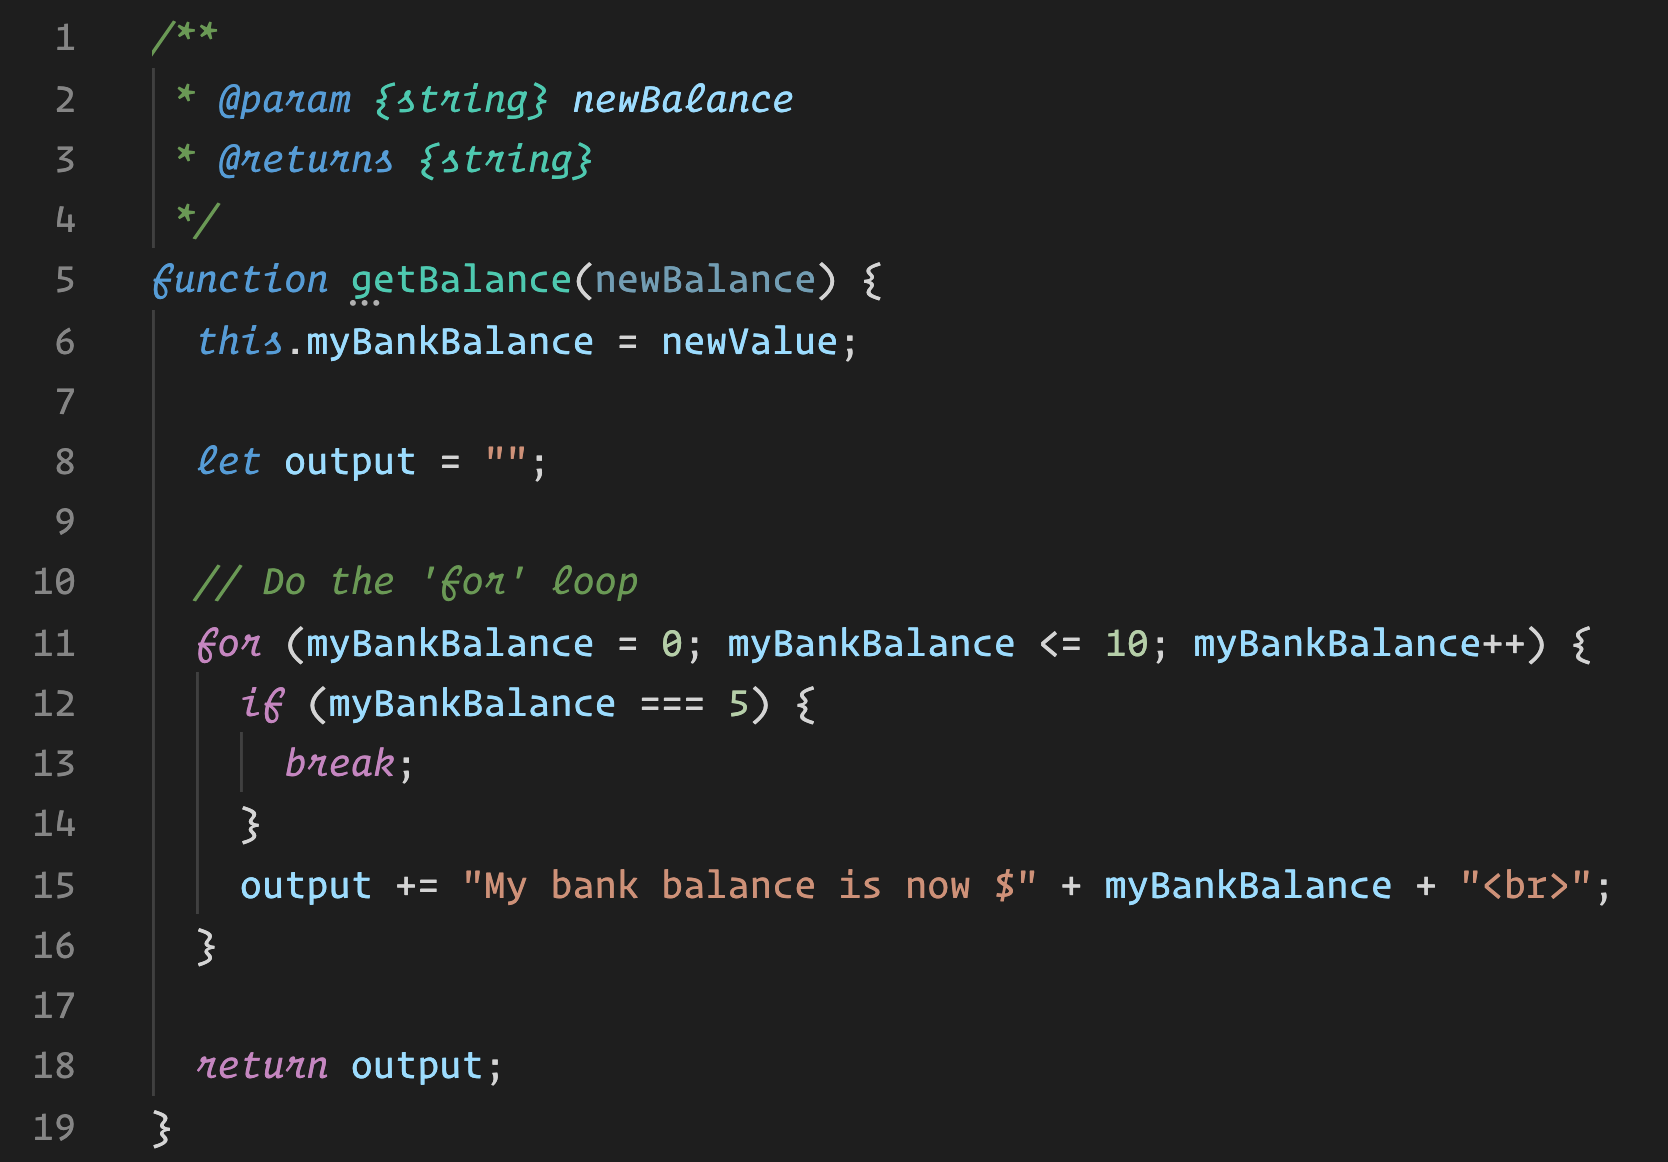 1 /**
2  * @param {string} newBalance
3  * @returns {string}
4  */
5 function getBalance(newBalance) {
6   this.myBankBalance = newValue;
7
8   let output = "";
9
10   // Do the 'for' loop
11   for (myBankBalance = 0; myBankBalance <= 10; myBankBalance++) {
12     if (myBankBalance === 5) {
13       break;
14     }
15     output += "My bank balance is now $" + myBankBalance + "<br>";
16   }
17
18   return output;
19 }